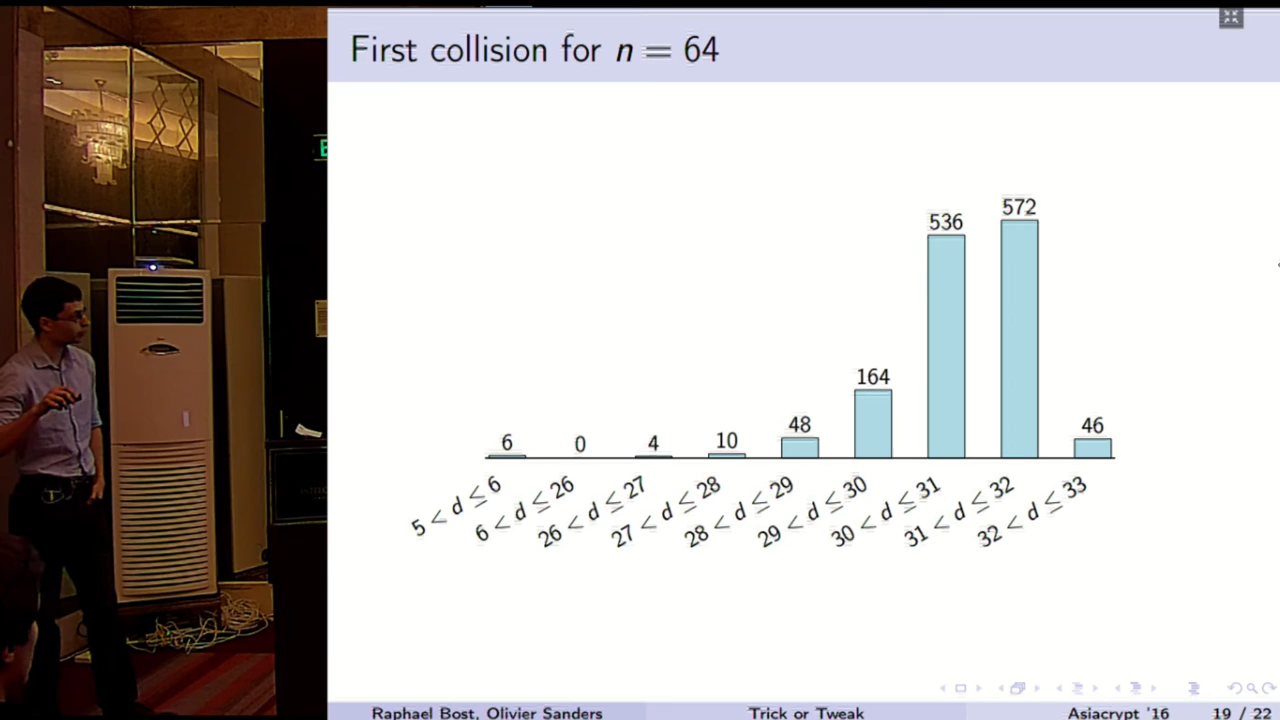 First collision for n = 64
572
536
164
48
46
10
6
0
4
5 < d ≤ 6
6 < d ≤ 26
26 < d ≤ 27
27 < d ≤ 28
28 < d ≤ 29
29 < d ≤ 30
30 < d ≤ 31
31 < d ≤ 32
32 < d ≤ 33
Raphael Bost, Olivier Sanders Trick or Tweak Asiacrypt '16 19 / 22